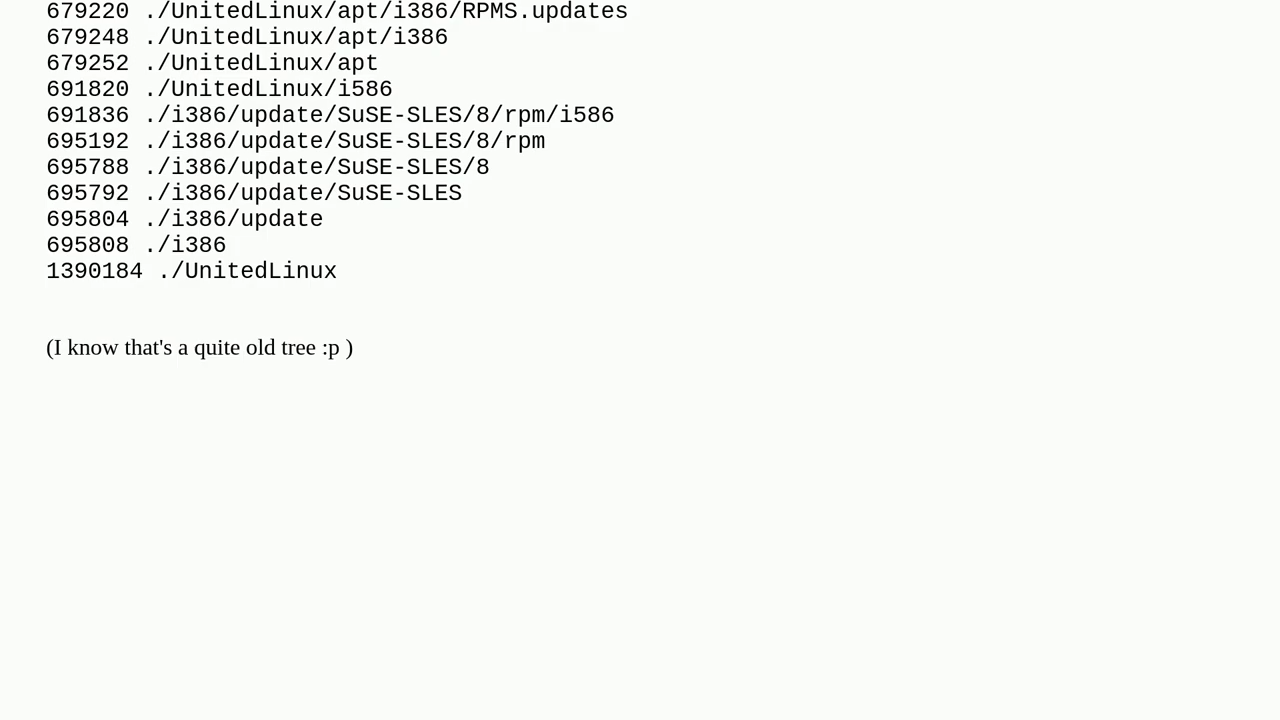 679220 ./UnitedLinux/apt/i386/RPMS.updates
679248 ./UnitedLinux/apt/i386
679252 ./UnitedLinux/apt
691820 ./UnitedLinux/i586
691836 ./i386/update/SuSE-SLES/8/rpm/i586
695192 ./i386/update/SuSE-SLES/8/rpm
695788 ./i386/update/SuSE-SLES/8
695792 ./i386/update/SuSE-SLES
695804 ./i386/update
695808 ./i386
1390184 ./UnitedLinux
(I know that's a quite old tree :p )